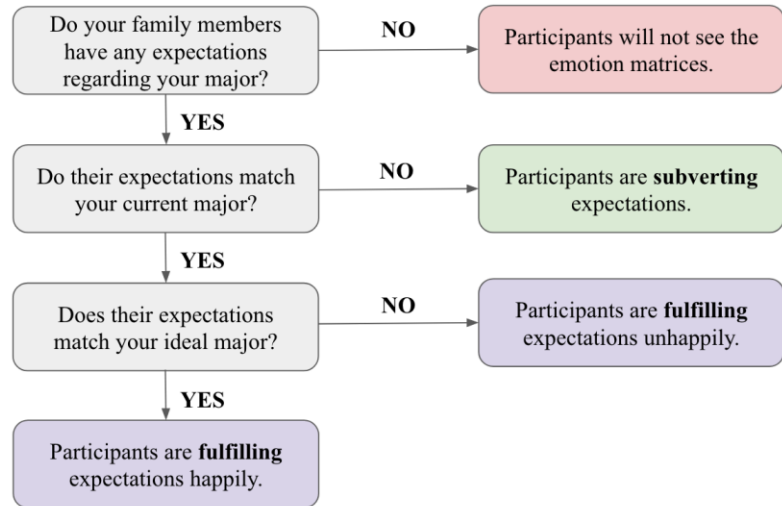 Do your family members
have any expectations
regarding your major?
NO
Participants will not see the
emotion matrices.
YES
Do their expectations match
your current major?
NO
Participants are subverting
expectations.
YES
Does their expectations
match your ideal major?
NO
Participants are fulfilling
expectations unhappily.
YES
Participants are fulfilling
expectations happily.